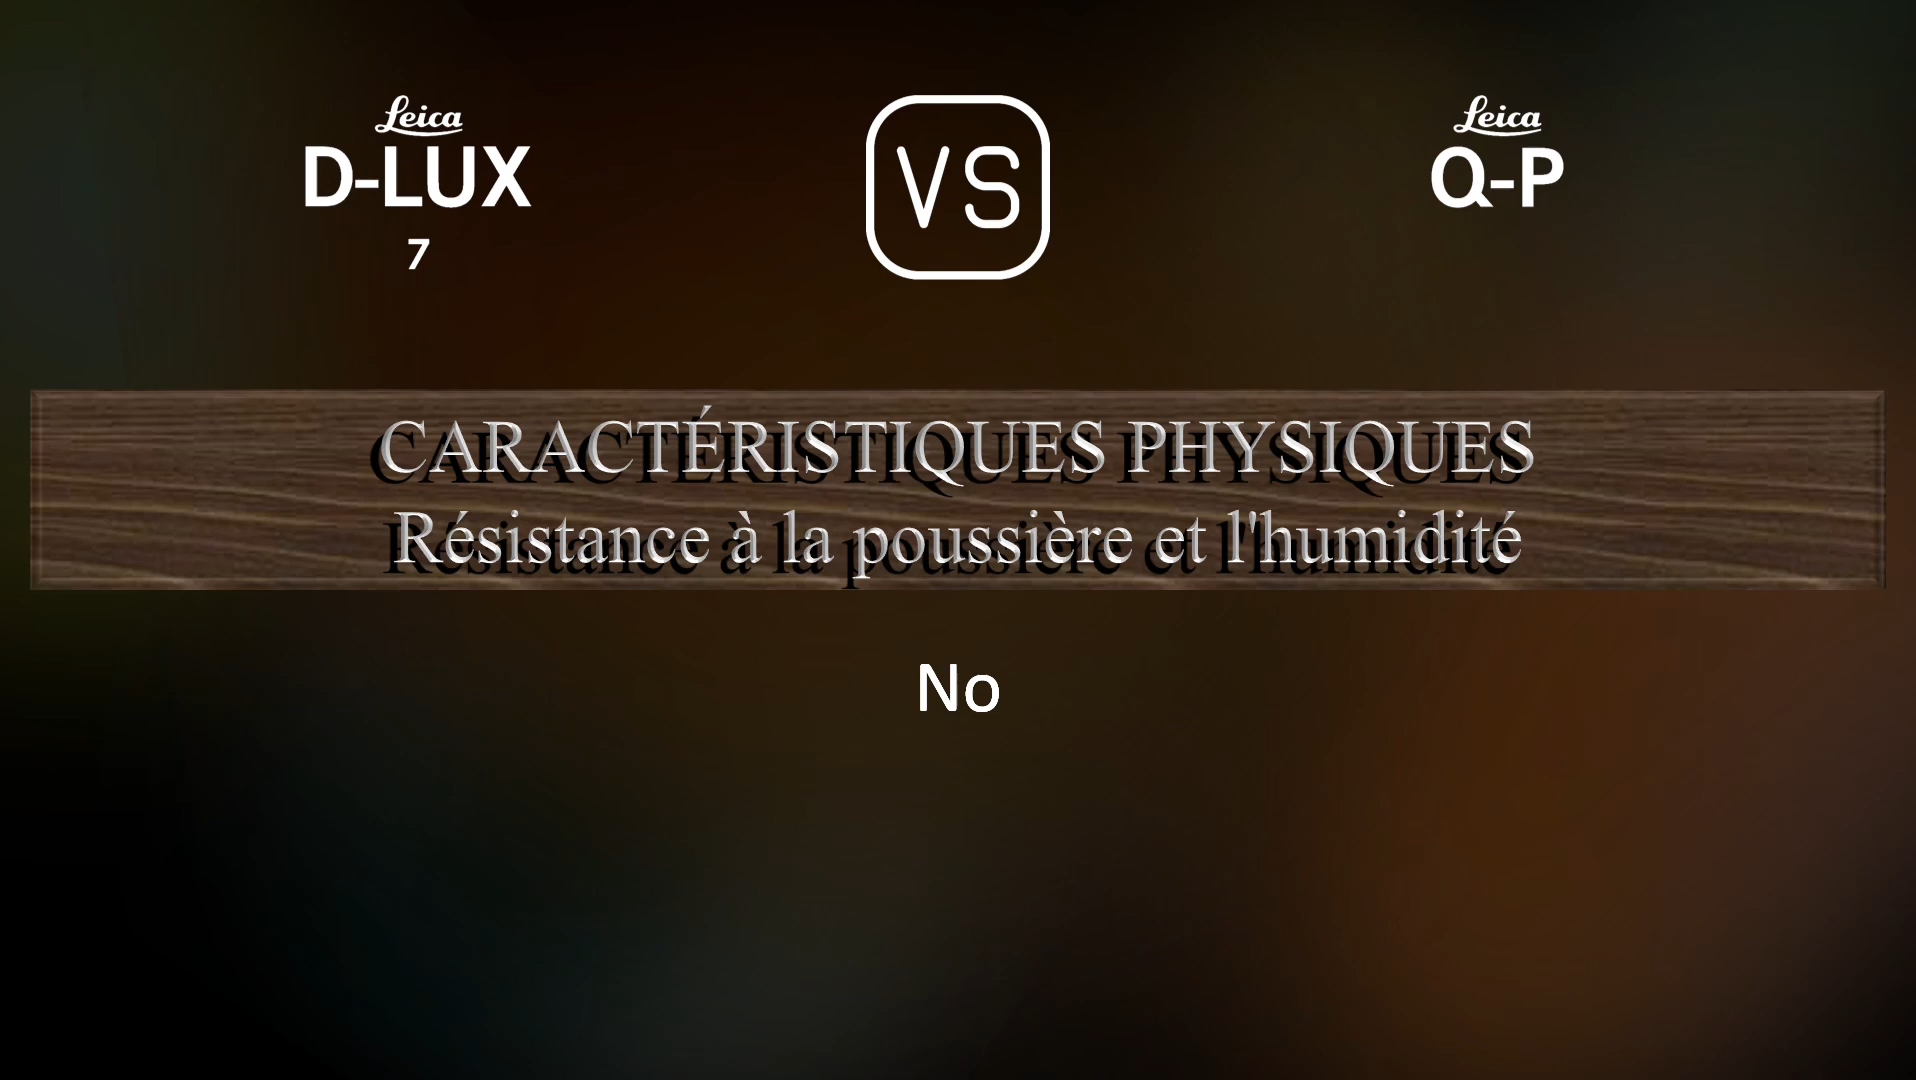 Leica
D-LUX
7
VS
Leica
Q-P
CARACTÉRISTIQUES PHYSIQUES
Résistance à la poussière et l'humidité
No